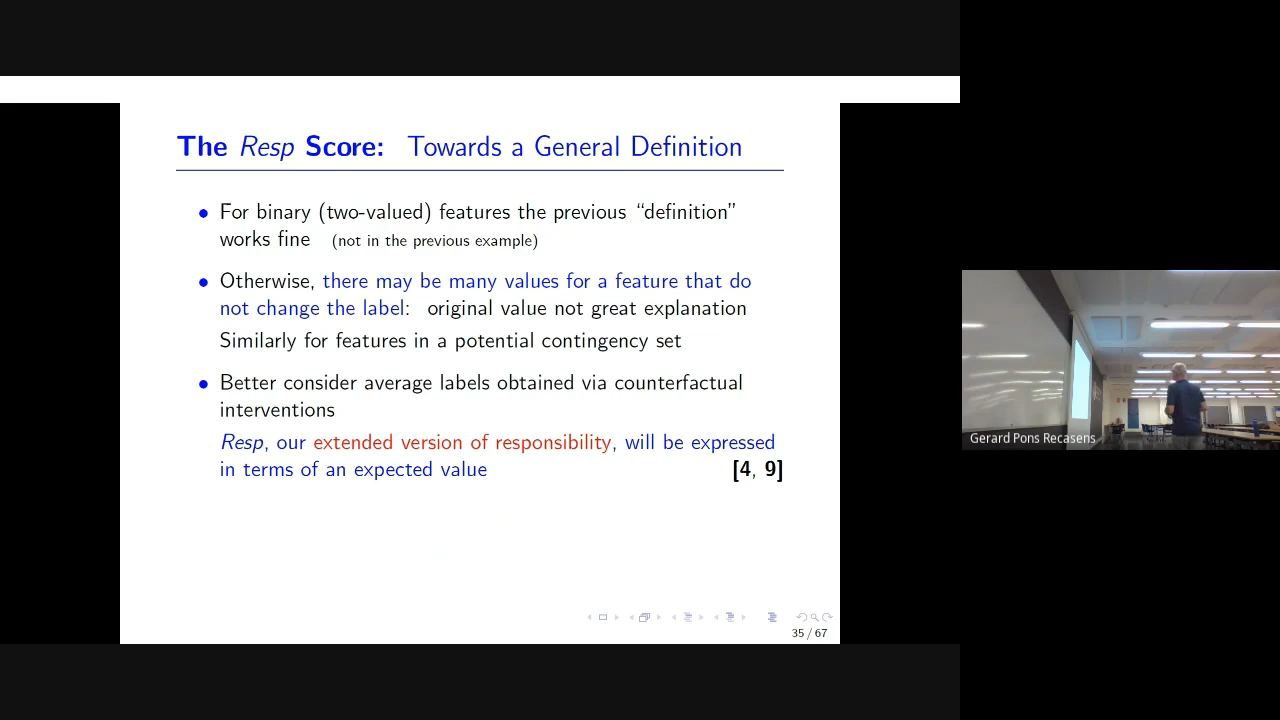 The Resp Score: Towards a General Definition
• For binary (two-valued) features the previous “definition”
works fine (not in the previous example)
• Otherwise, there may be many values for a feature that do
not change the label: original value not great explanation
Similarly for features in a potential contingency set
• Better consider average labels obtained via counterfactual
interventions
Resp, our extended version of responsibility, will be expressed
in terms of an expected value [4, 9]
35 / 67
Gerard Pons Recasens